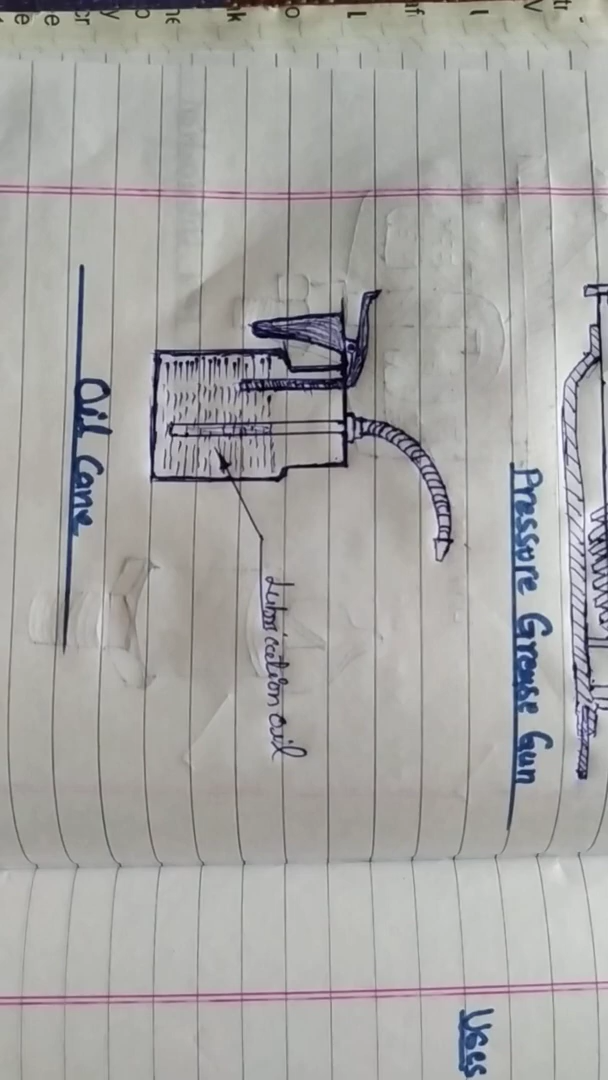 Pressure Grease Gun
Lubrication oil
Oil Cane
Uses